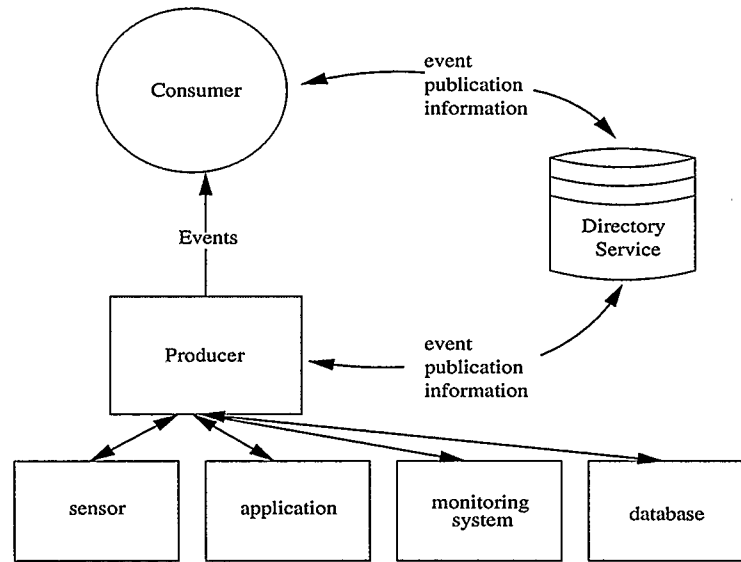 Consumer
event
publication
information
Directory
Service
Events
Producer
event
publication
information
sensor
application
monitoring
system
database